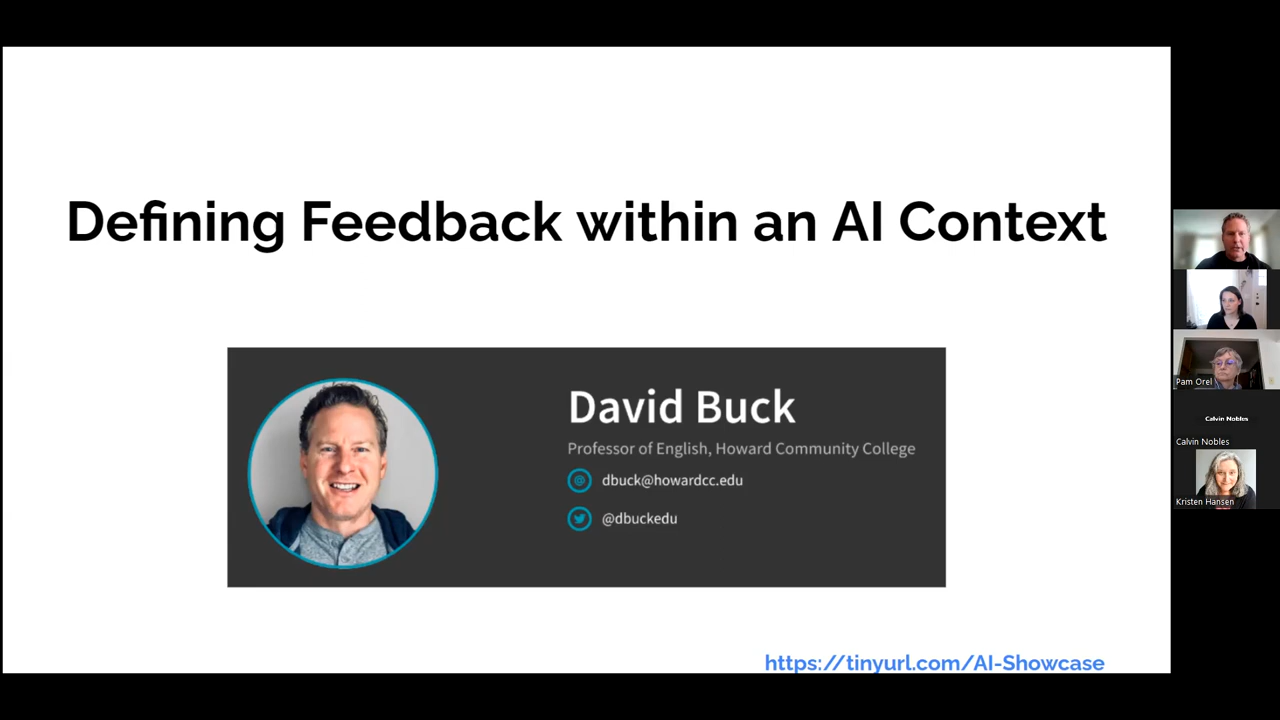 Defining Feedback within an AI Context
David Buck
Professor of English, Howard Community College
@ dbuck@howardcc.edu
@dbuckedu
https://tinyurl.com/AI-Showcase
Pam Orel
Calvin Nobles
Calvin Nobles
Kristen Hansen